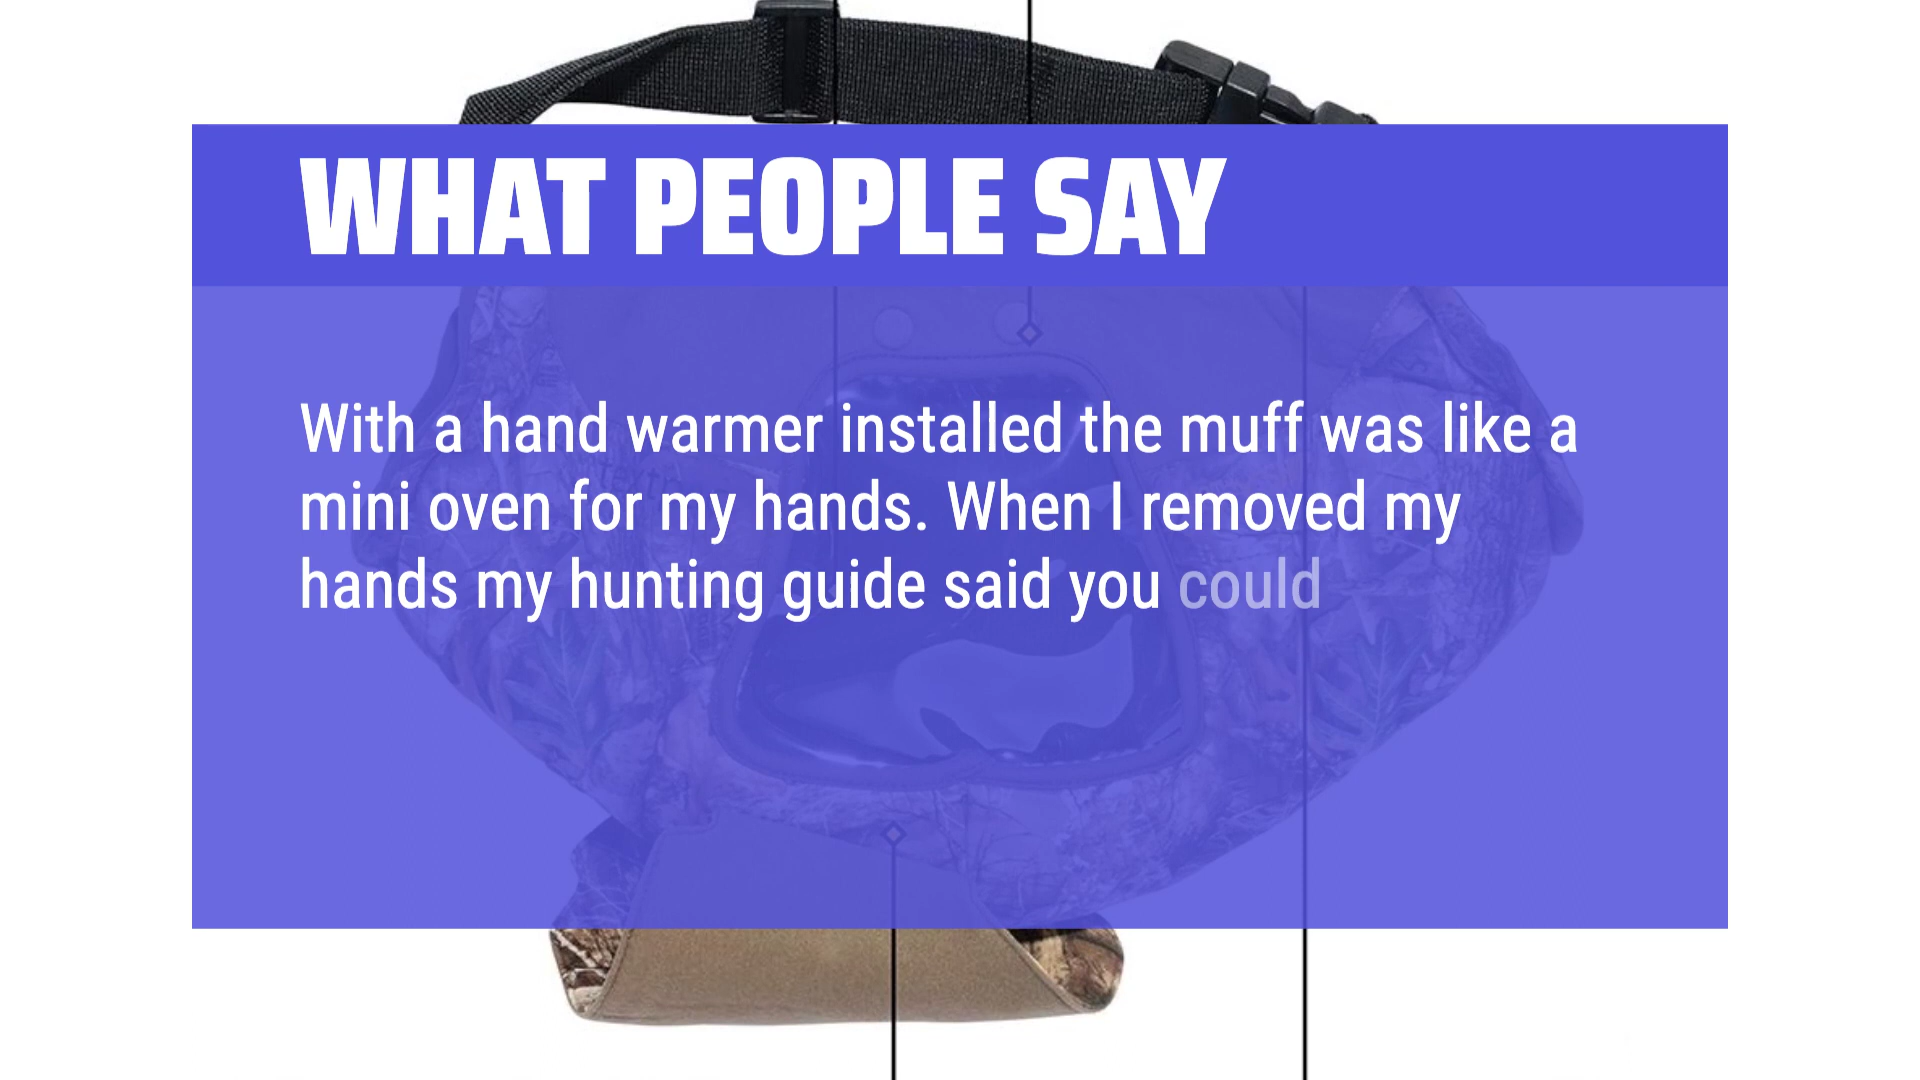 WHAT PEOPLE SAY
With a hand warmer installed the muff was like a
mini oven for my hands. When I removed my
hands my hunting guide said you could